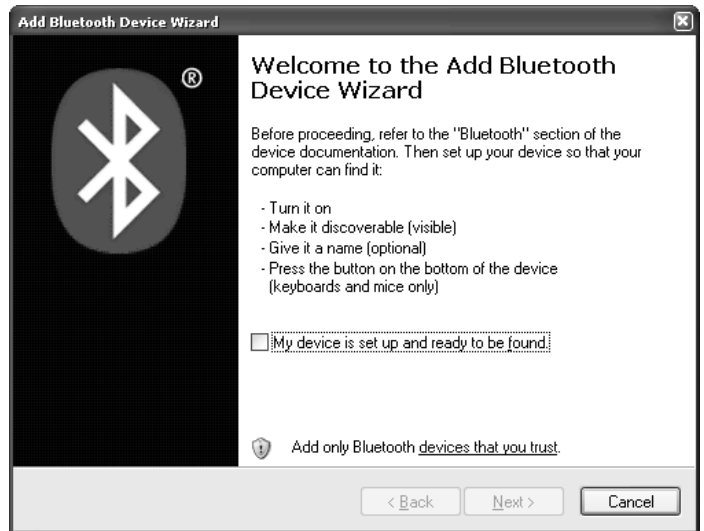 Add Bluetooth Device Wizard
®
Welcome to the Add Bluetooth
Device Wizard
Before proceeding, refer to the "Bluetooth" section of the
device documentation. Then set up your device so that your
computer can find it:
- Turn it on
- Make it discoverable (visible)
- Give it a name (optional)
- Press the button on the bottom of the device
(keyboards and mice only)
My device is set up and ready to be found.
Add only Bluetooth devices that you trust.
< Back Next > Cancel